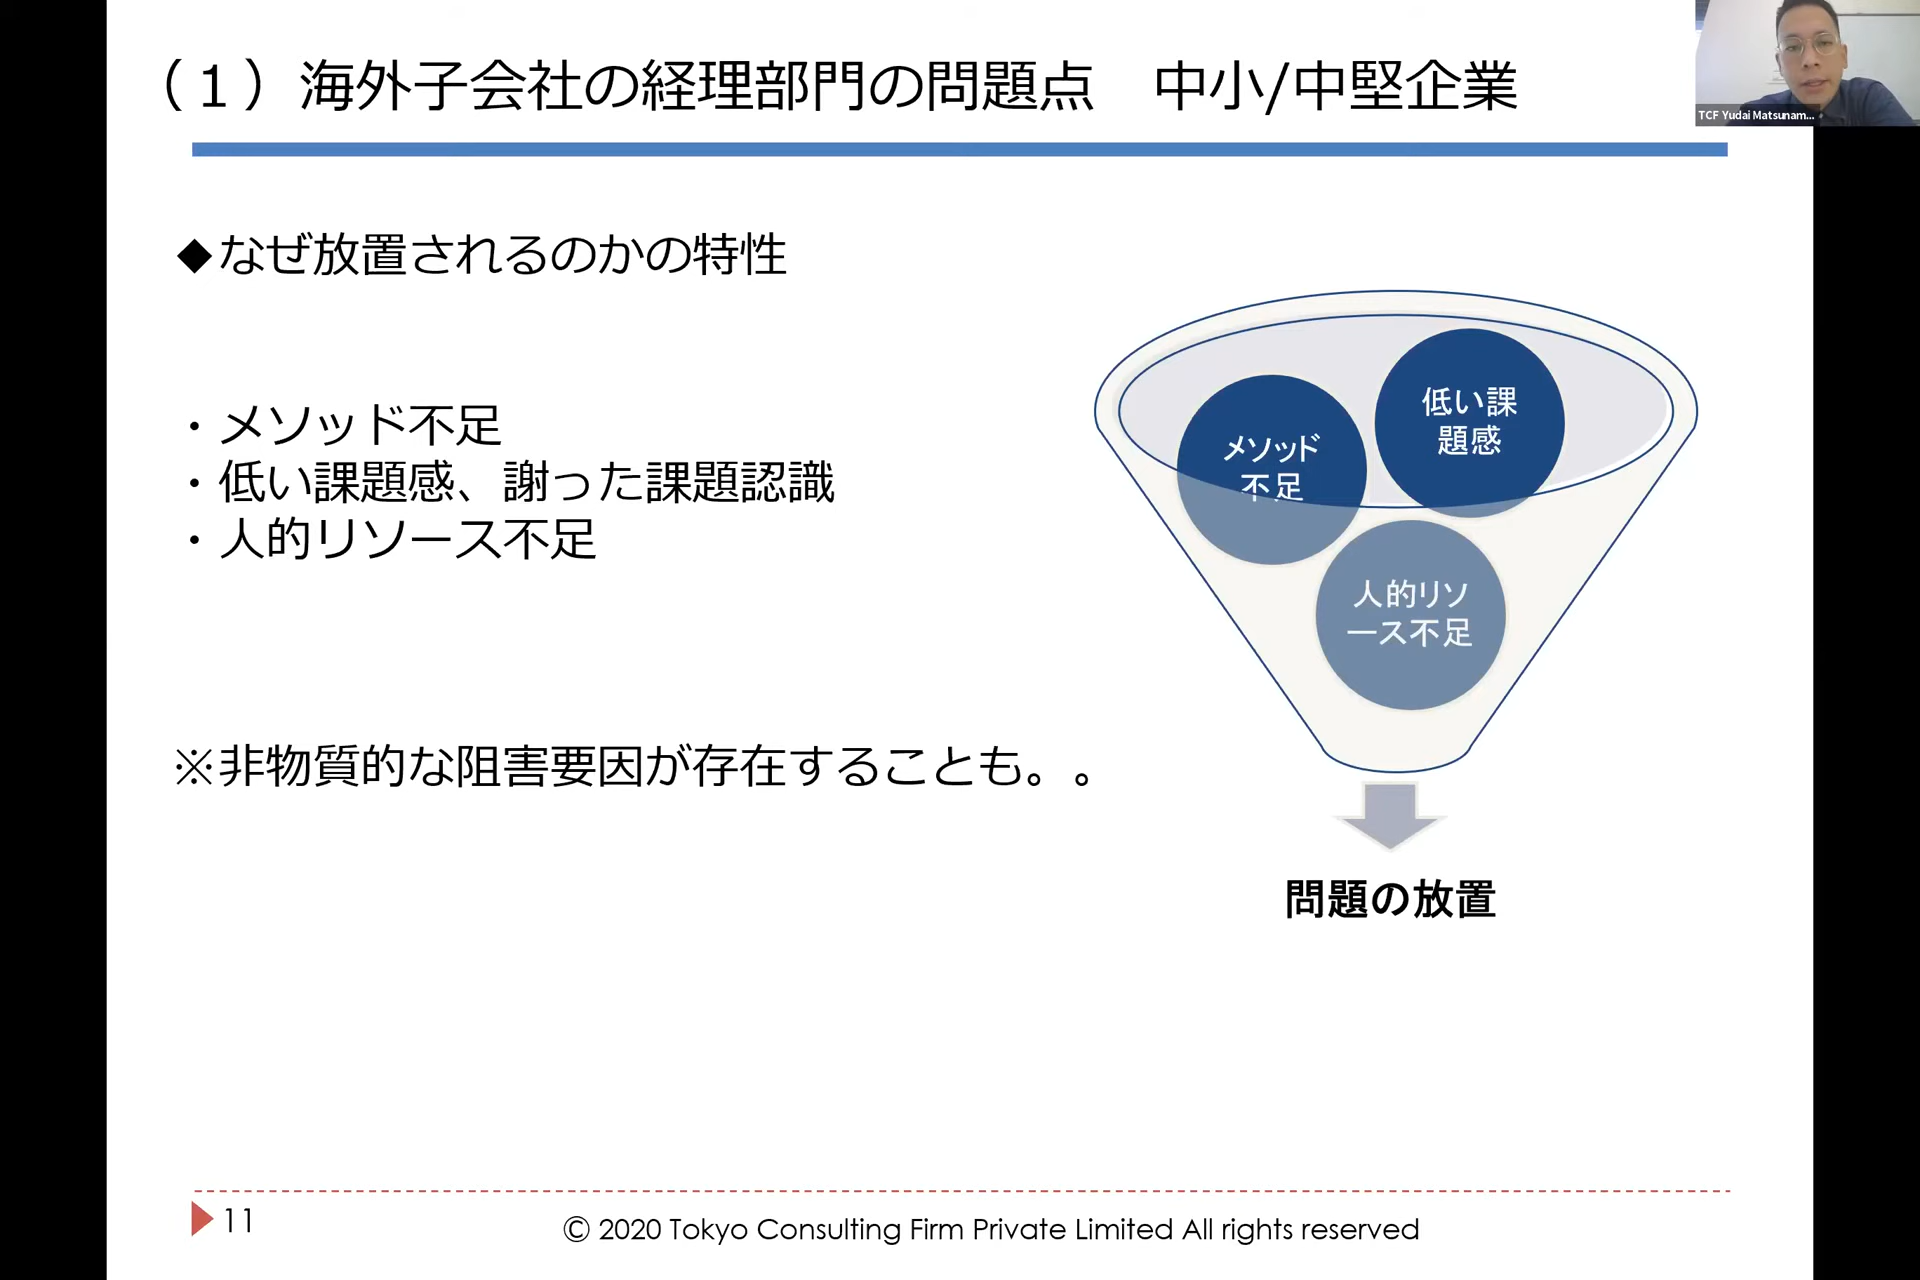 （１）海外子会社の経理部門の問題点　中小/中堅企業
TCF Yudai Matsunam...
◆なぜ放置されるのかの特性
・メソッド不足
・低い課題感、謝った課題認識
・人的リソース不足
※非物質的な阻害要因が存在することも。。
低い課
題感
メソッド
不足
人的リソ
ース不足
問題の放置
11
© 2020 Tokyo Consulting Firm Private Limited All rights reserved